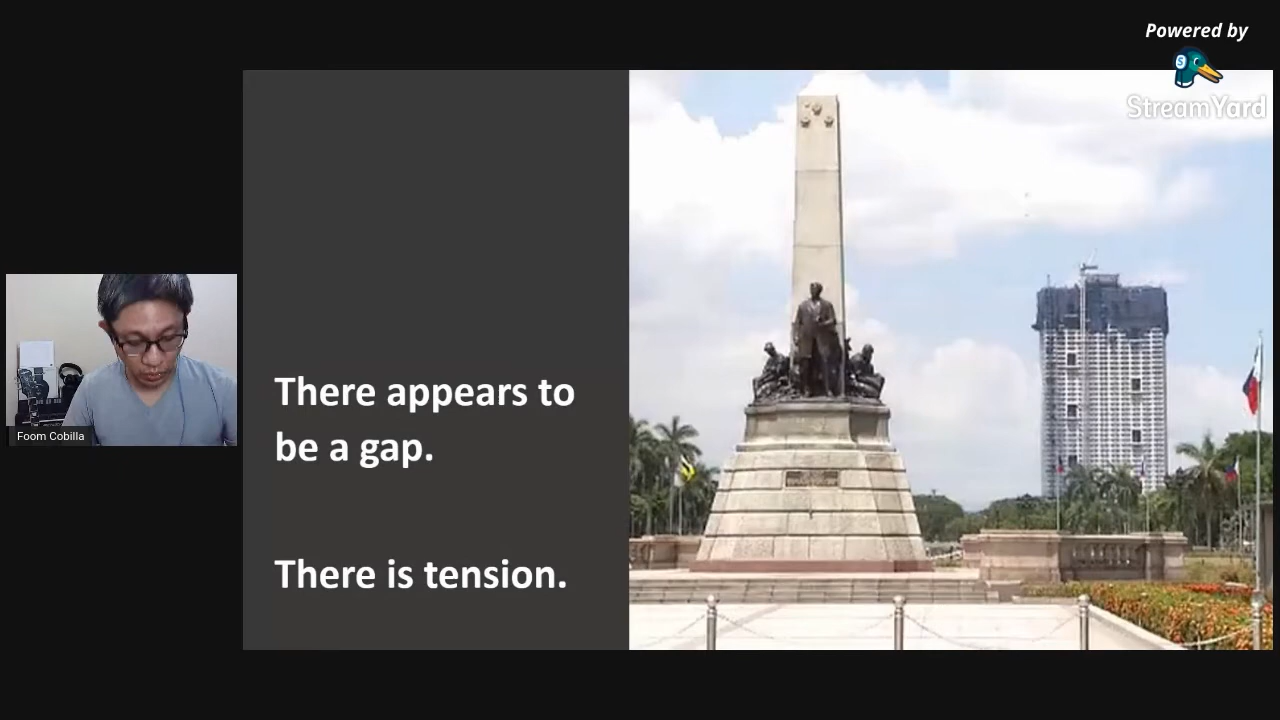 Powered by
StreamYard
There appears to
be a gap.
There is tension.
Foom Cobilla